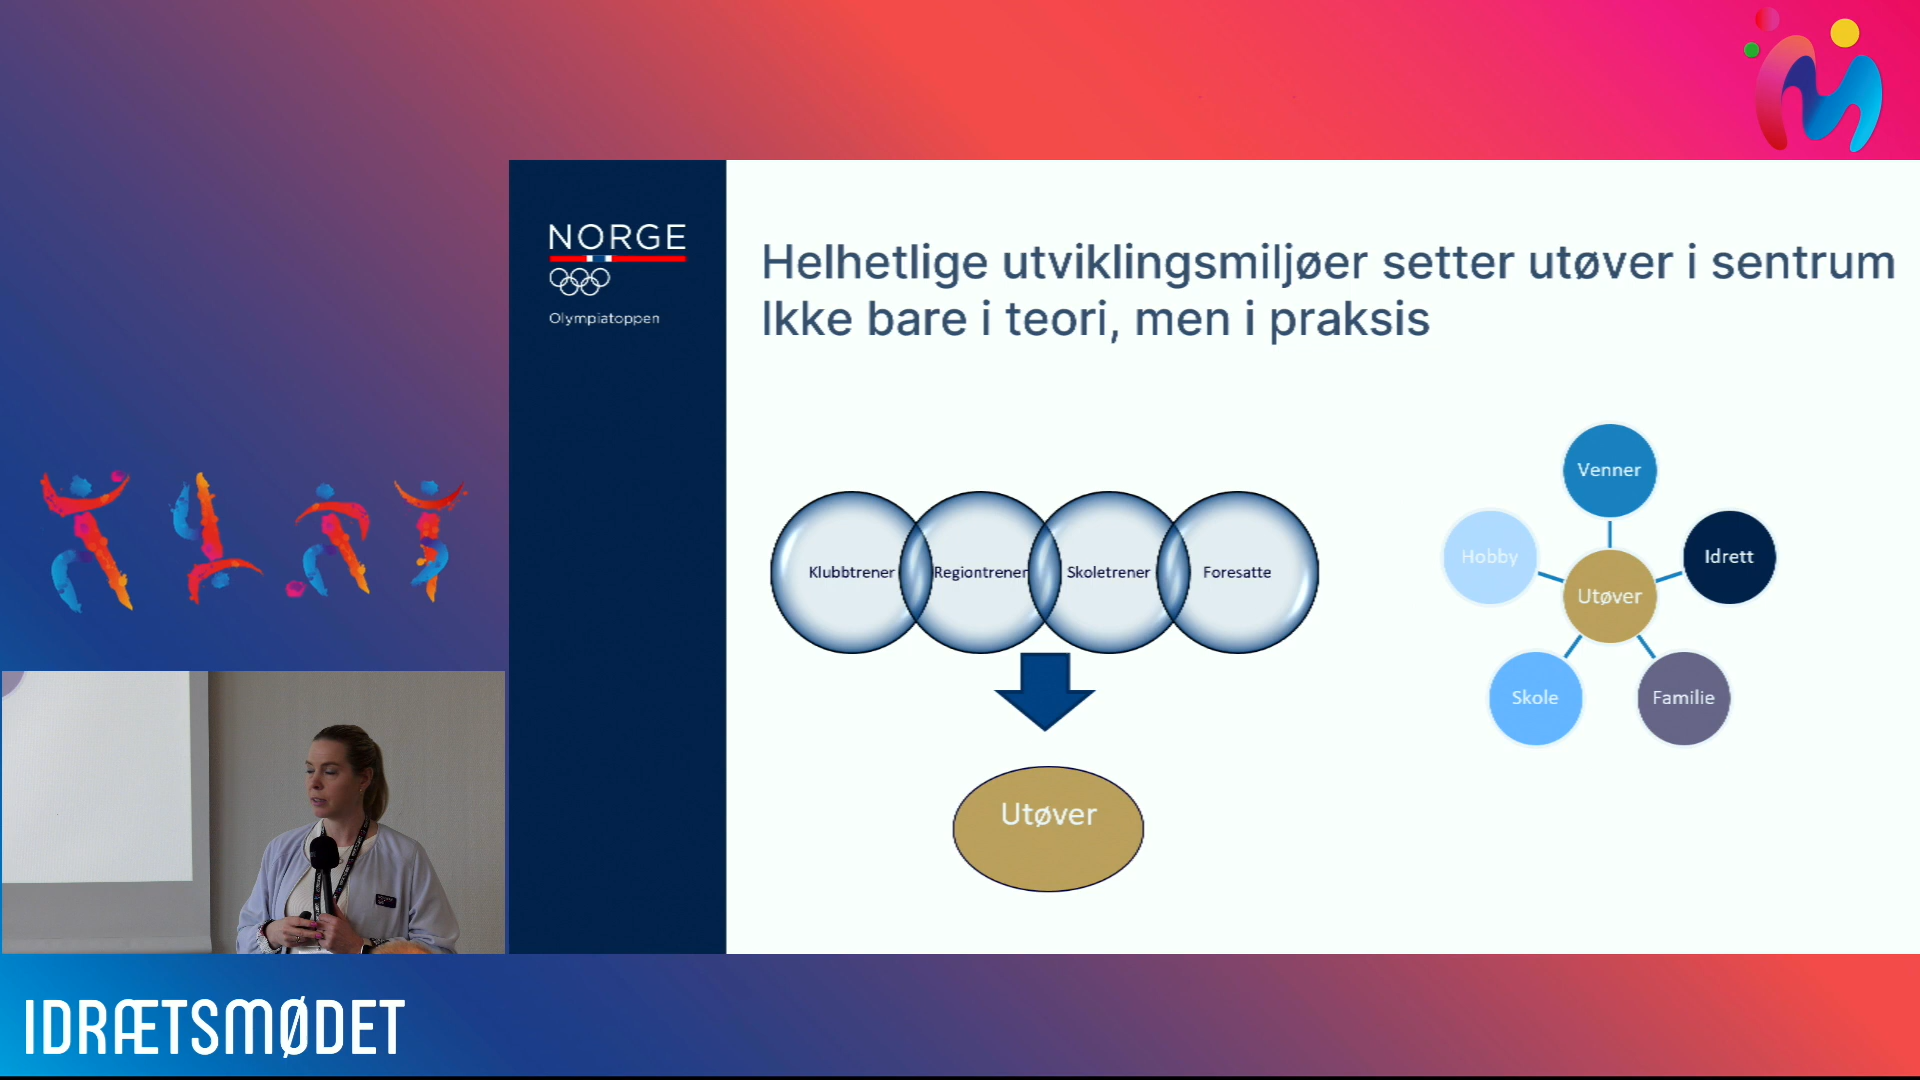 NORGE
Olympiatoppen
Helhetlige utviklingsmiljøer setter utøver i sentrum
Ikke bare i teori, men i praksis
Klubbtrener
Regiontrener
Skoletrener
Foresatte
Utøver
Venner
Hobby
Idrett
Utøver
Skole
Familie
IDRÆTSMØDET